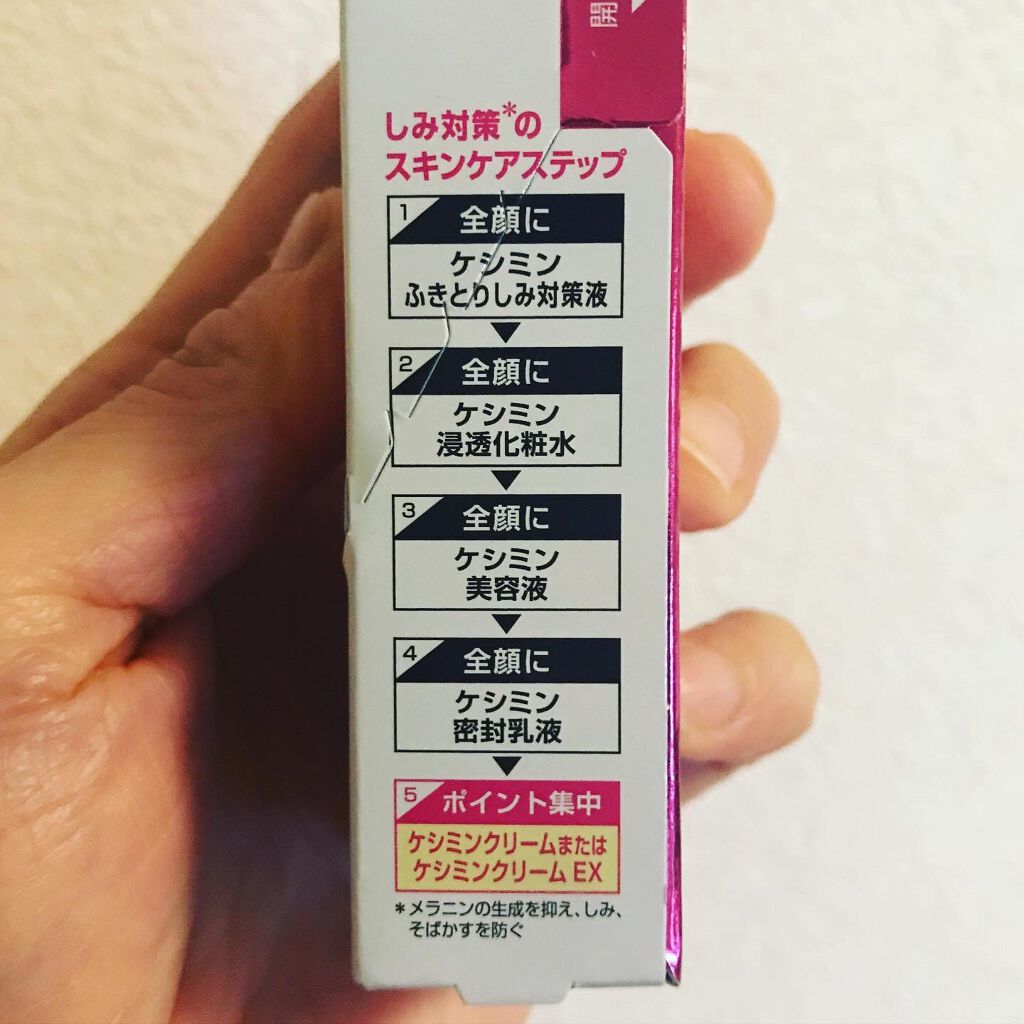 開
しみ対策*の
スキンケアステップ
1 全顔に
ケシミン
ふきとりしみ対策液
2 全顔に
ケシミン
浸透化粧水
3 全顔に
ケシミン
美容液
4 全顔に
ケシミン
密封乳液
5 ポイント集中
ケシミンクリームまたは
ケシミンクリームEX
*メラニンの生成を抑え、しみ、
そばかすを防ぐ